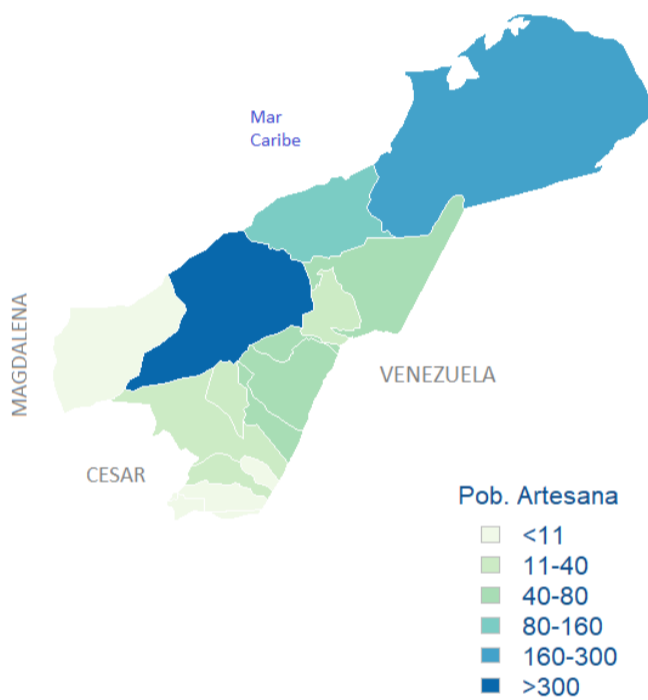 Mar
Caribe
MAGDALENA
VENEZUELA
CESAR
Pob. Artesana
<11
11-40
40-80
80-160
160-300
>300